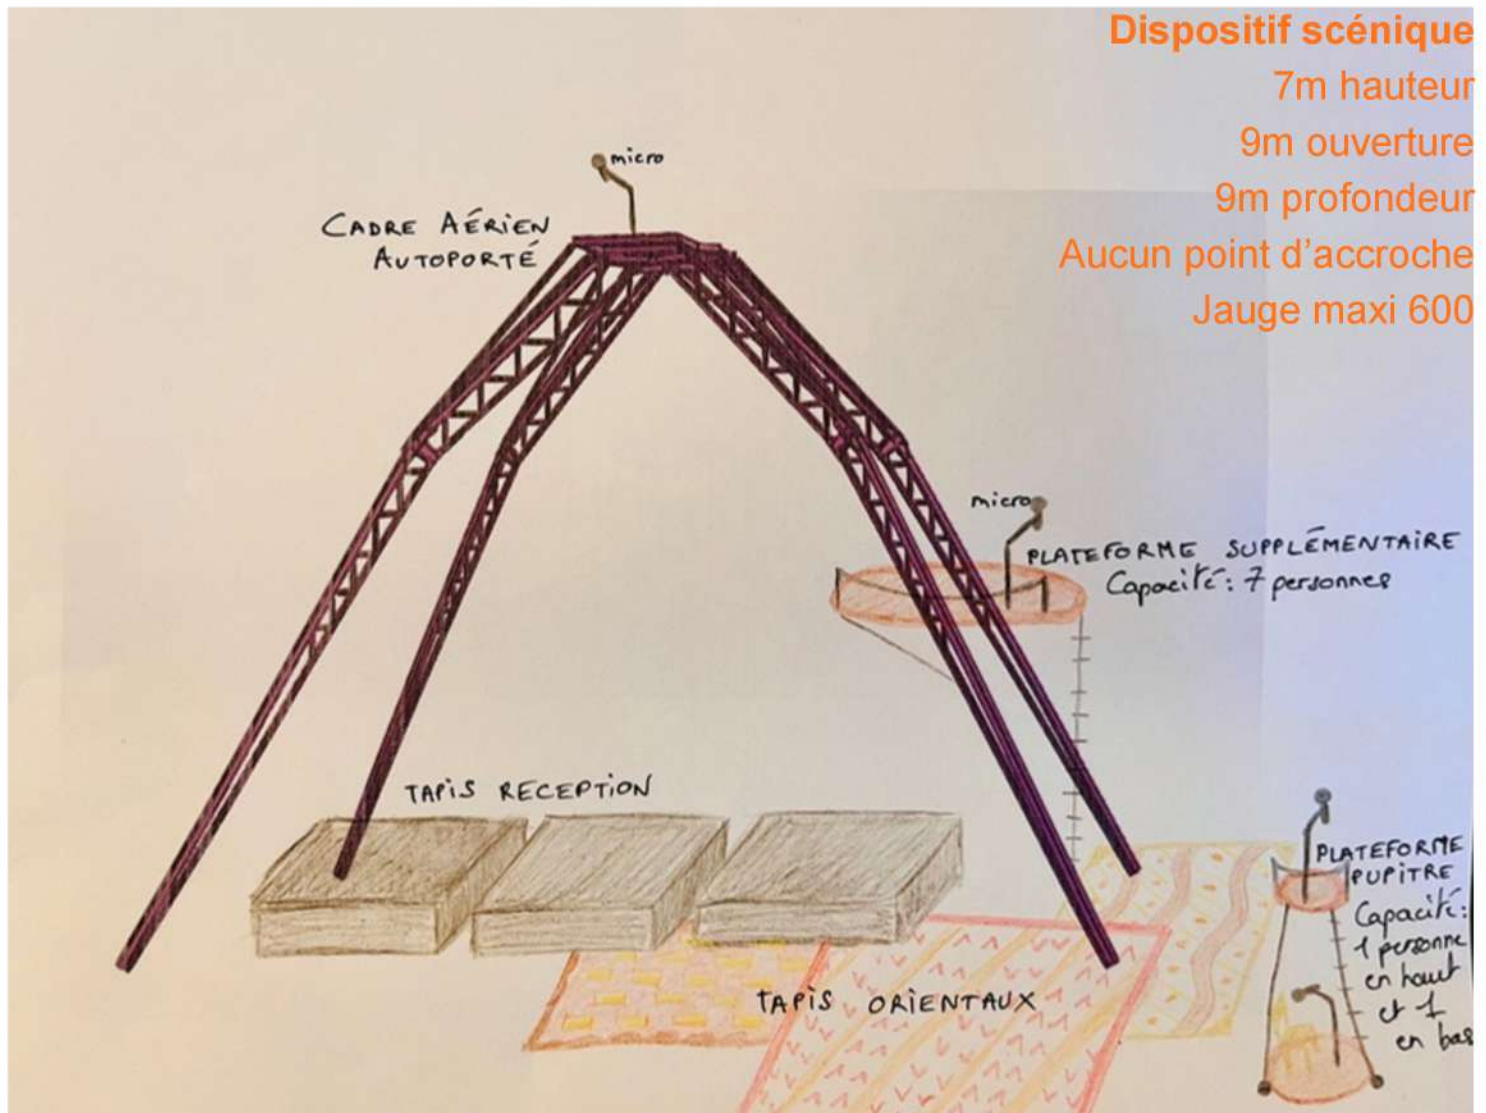 Dispositif scénique
7m hauteur
9m ouverture
9m profondeur
Aucun point d'accroche
Jauge maxi 600
micro
CADRE AÉRIEN
AUTOPORTÉ
micro
PLATEFORME SUPPLÉMENTAIRE
Capacité : 7 personnes
TAPIS RECEPTION
PLATEFORME
PUPITRE
Capacité :
1 personne
en haut
et 1
en bas
TAPIS ORIENTAUX